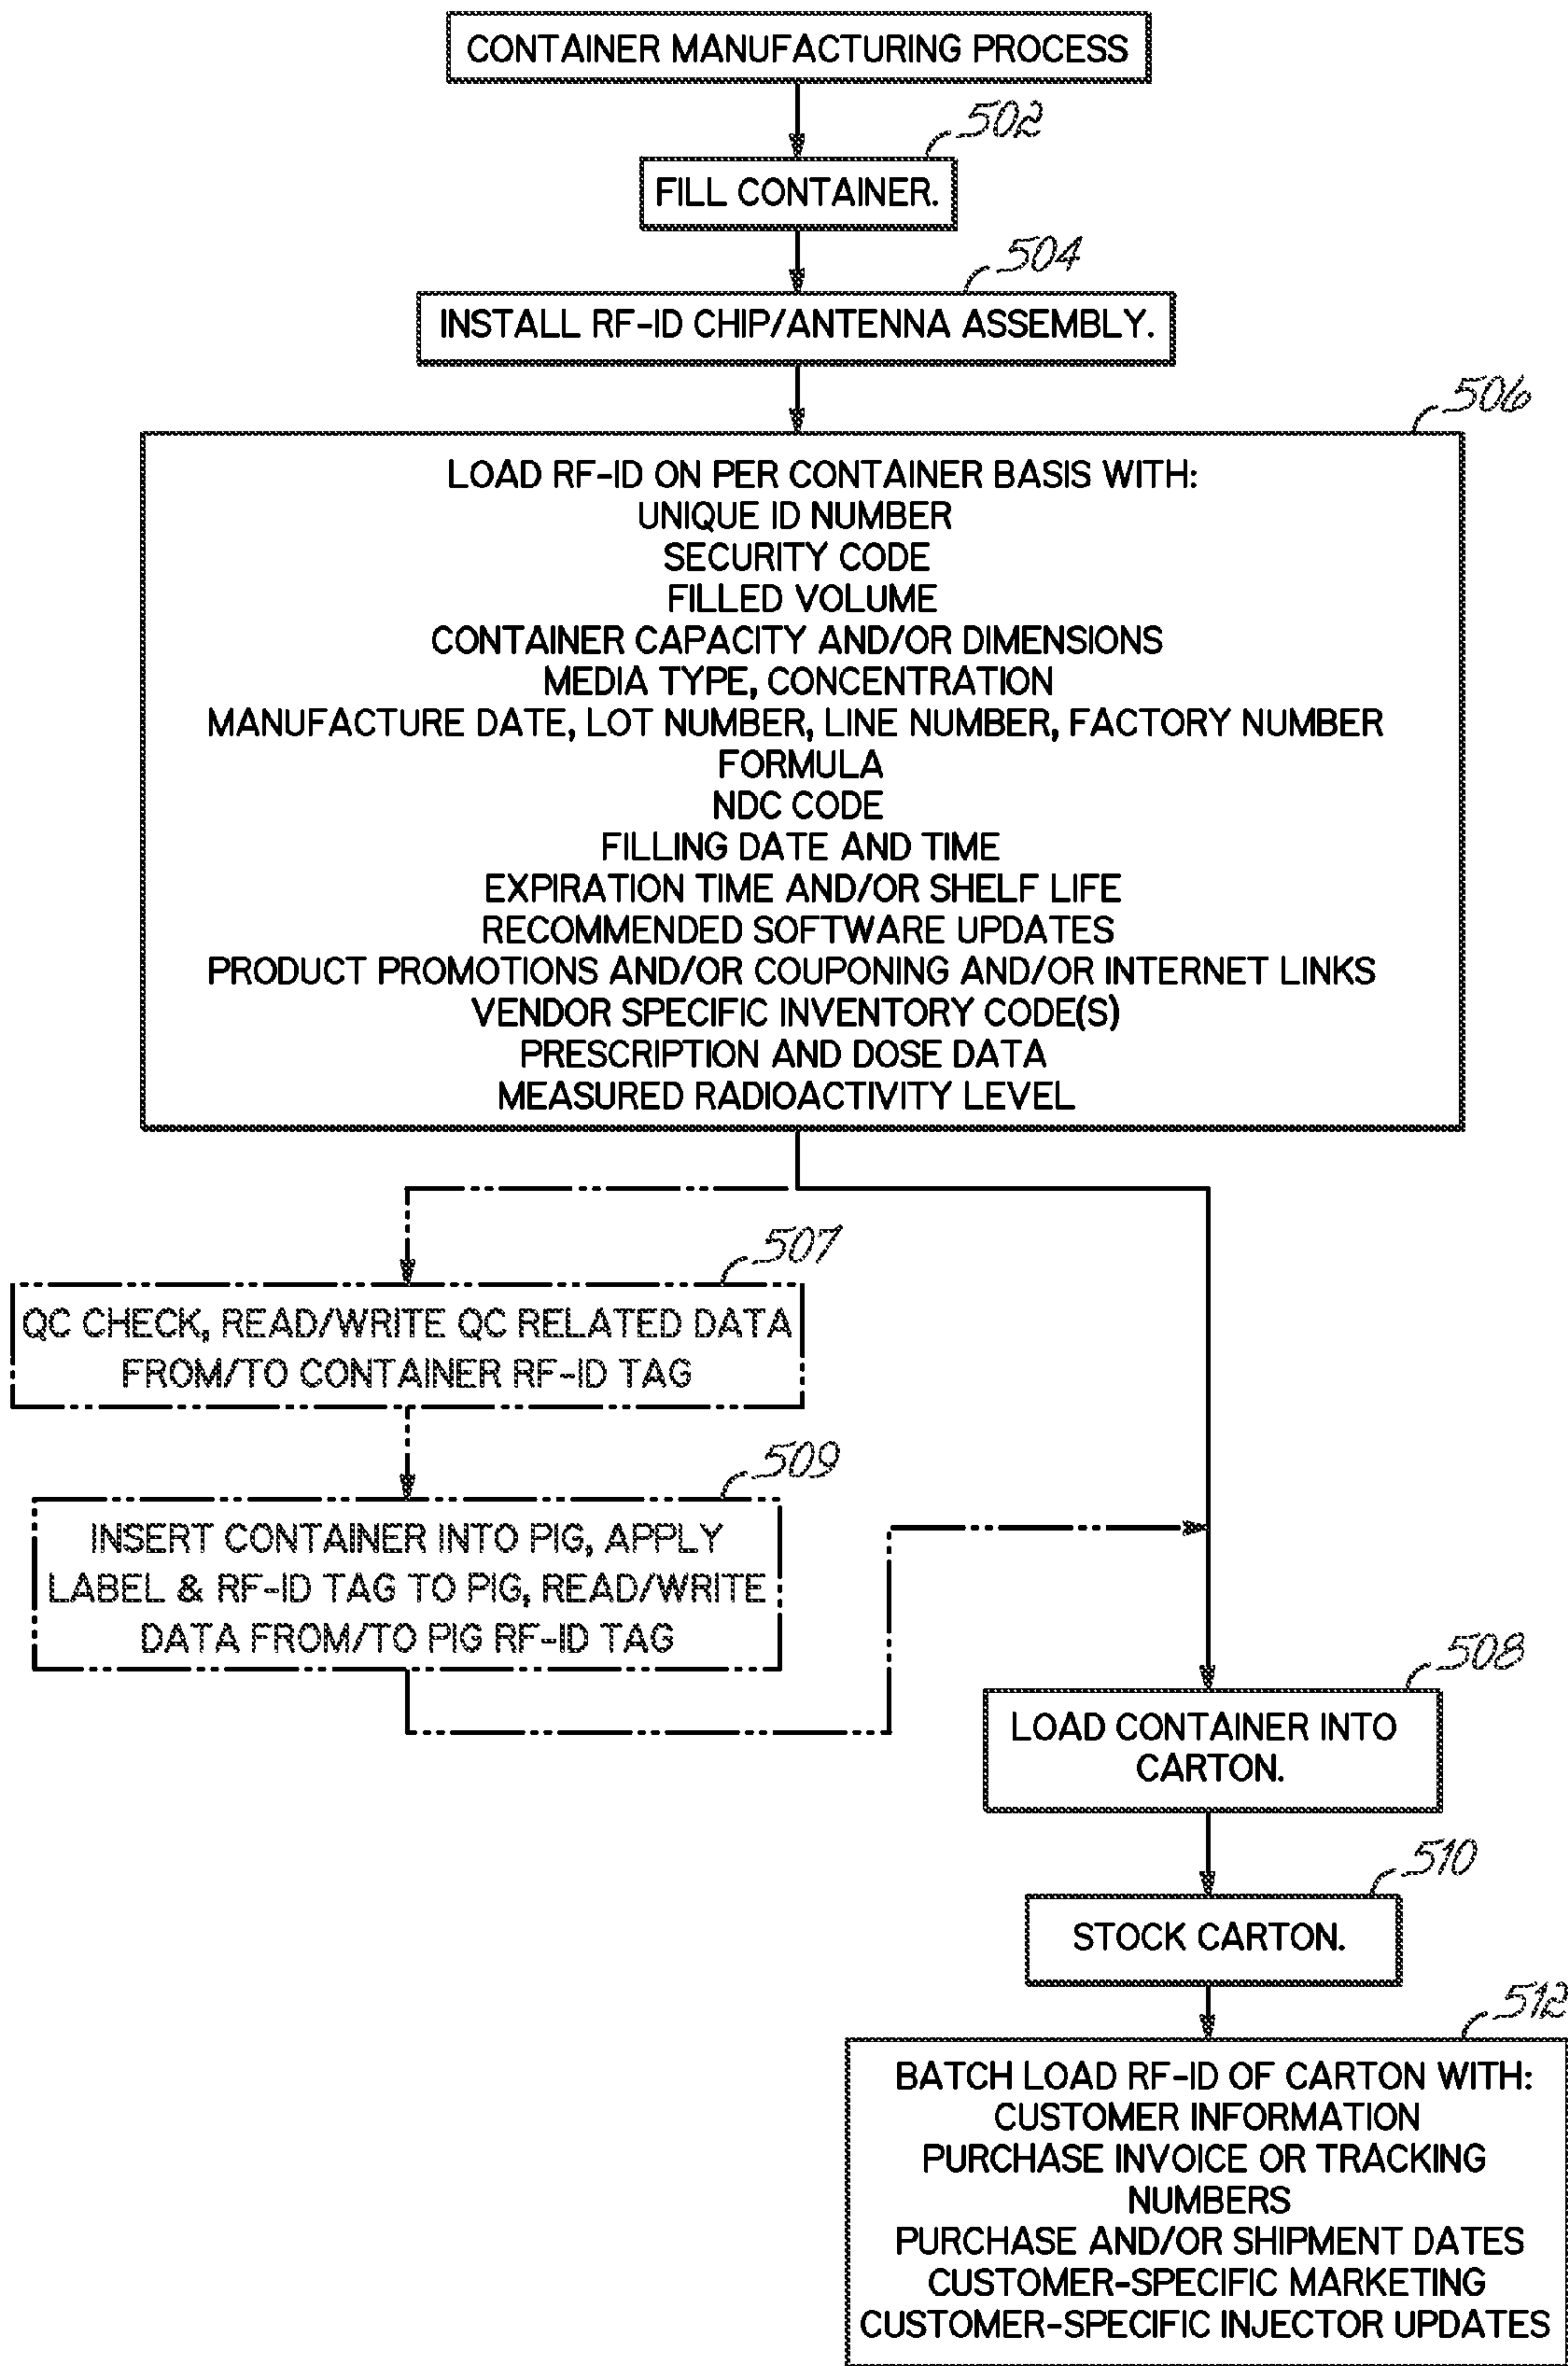 CONTAINER MANUFACTURING PROCESS
502
FILL CONTAINER.
504
INSTALL RF-ID CHIP/ANTENNA ASSEMBLY.
506
LOAD RF-ID ON PER CONTAINER BASIS WITH:
UNIQUE ID NUMBER
SECURITY CODE
FILLED VOLUME
CONTAINER CAPACITY AND/OR DIMENSIONS
MEDIA TYPE, CONCENTRATION
MANUFACTURE DATE, LOT NUMBER, LINE NUMBER, FACTORY NUMBER
FORMULA
NDC CODE
FILLING DATE AND TIME
EXPIRATION TIME AND/OR SHELF LIFE
RECOMMENDED SOFTWARE UPDATES
PRODUCT PROMOTIONS AND/OR COUPONING AND/OR INTERNET LINKS
VENDOR SPECIFIC INVENTORY CODE(S)
PRESCRIPTION AND DOSE DATA
MEASURED RADIOACTIVITY LEVEL
507
QC CHECK, READ/WRITE QC RELATED DATA
FROM/TO CONTAINER RF-ID TAG
509
INSERT CONTAINER INTO PIG, APPLY
LABEL & RF-ID TAG TO PIG, READ/WRITE
DATA FROM/TO PIG RF-ID TAG
508
LOAD CONTAINER INTO
CARTON.
510
STOCK CARTON.
512
BATCH LOAD RF-ID OF CARTON WITH:
CUSTOMER INFORMATION
PURCHASE INVOICE OR TRACKING
NUMBERS
PURCHASE AND/OR SHIPMENT DATES
CUSTOMER-SPECIFIC MARKETING
CUSTOMER-SPECIFIC INJECTOR UPDATES